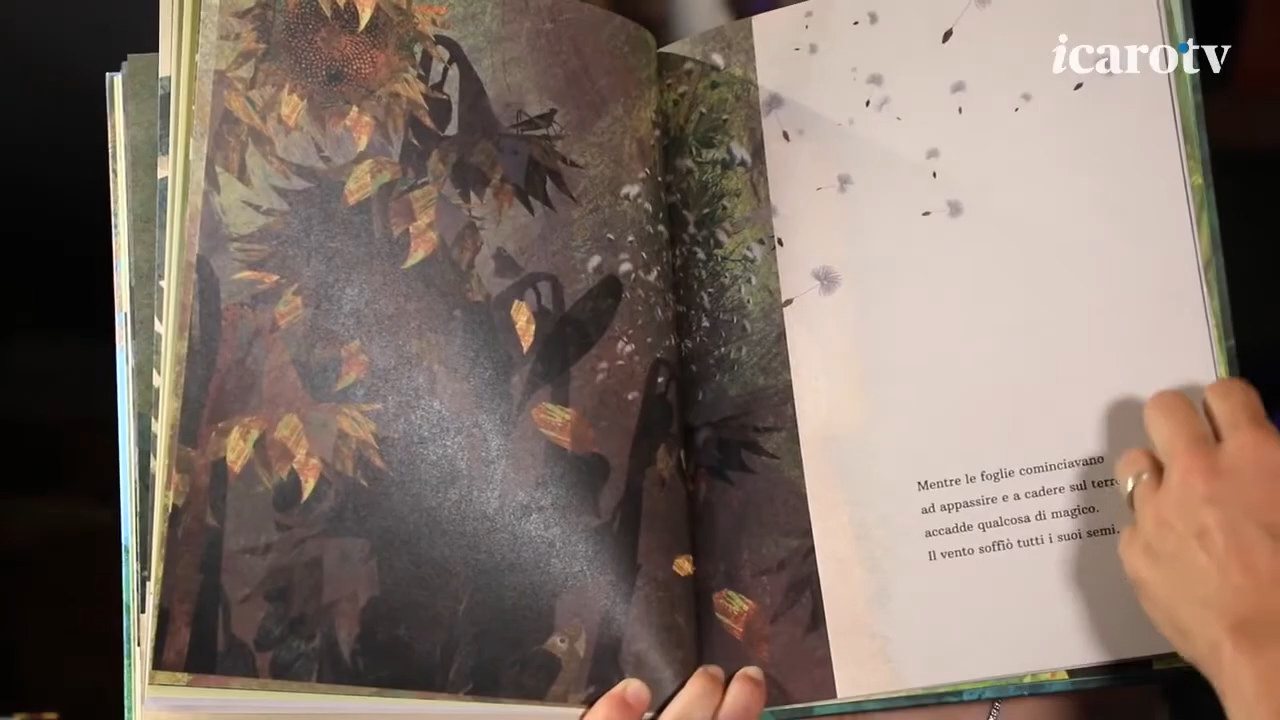 icarotv
Mentre le foglie cominciavano
ad appassire e a cadere sul
accadde qualcosa di magico.
Il vento soffiò tutti i suoi semi.